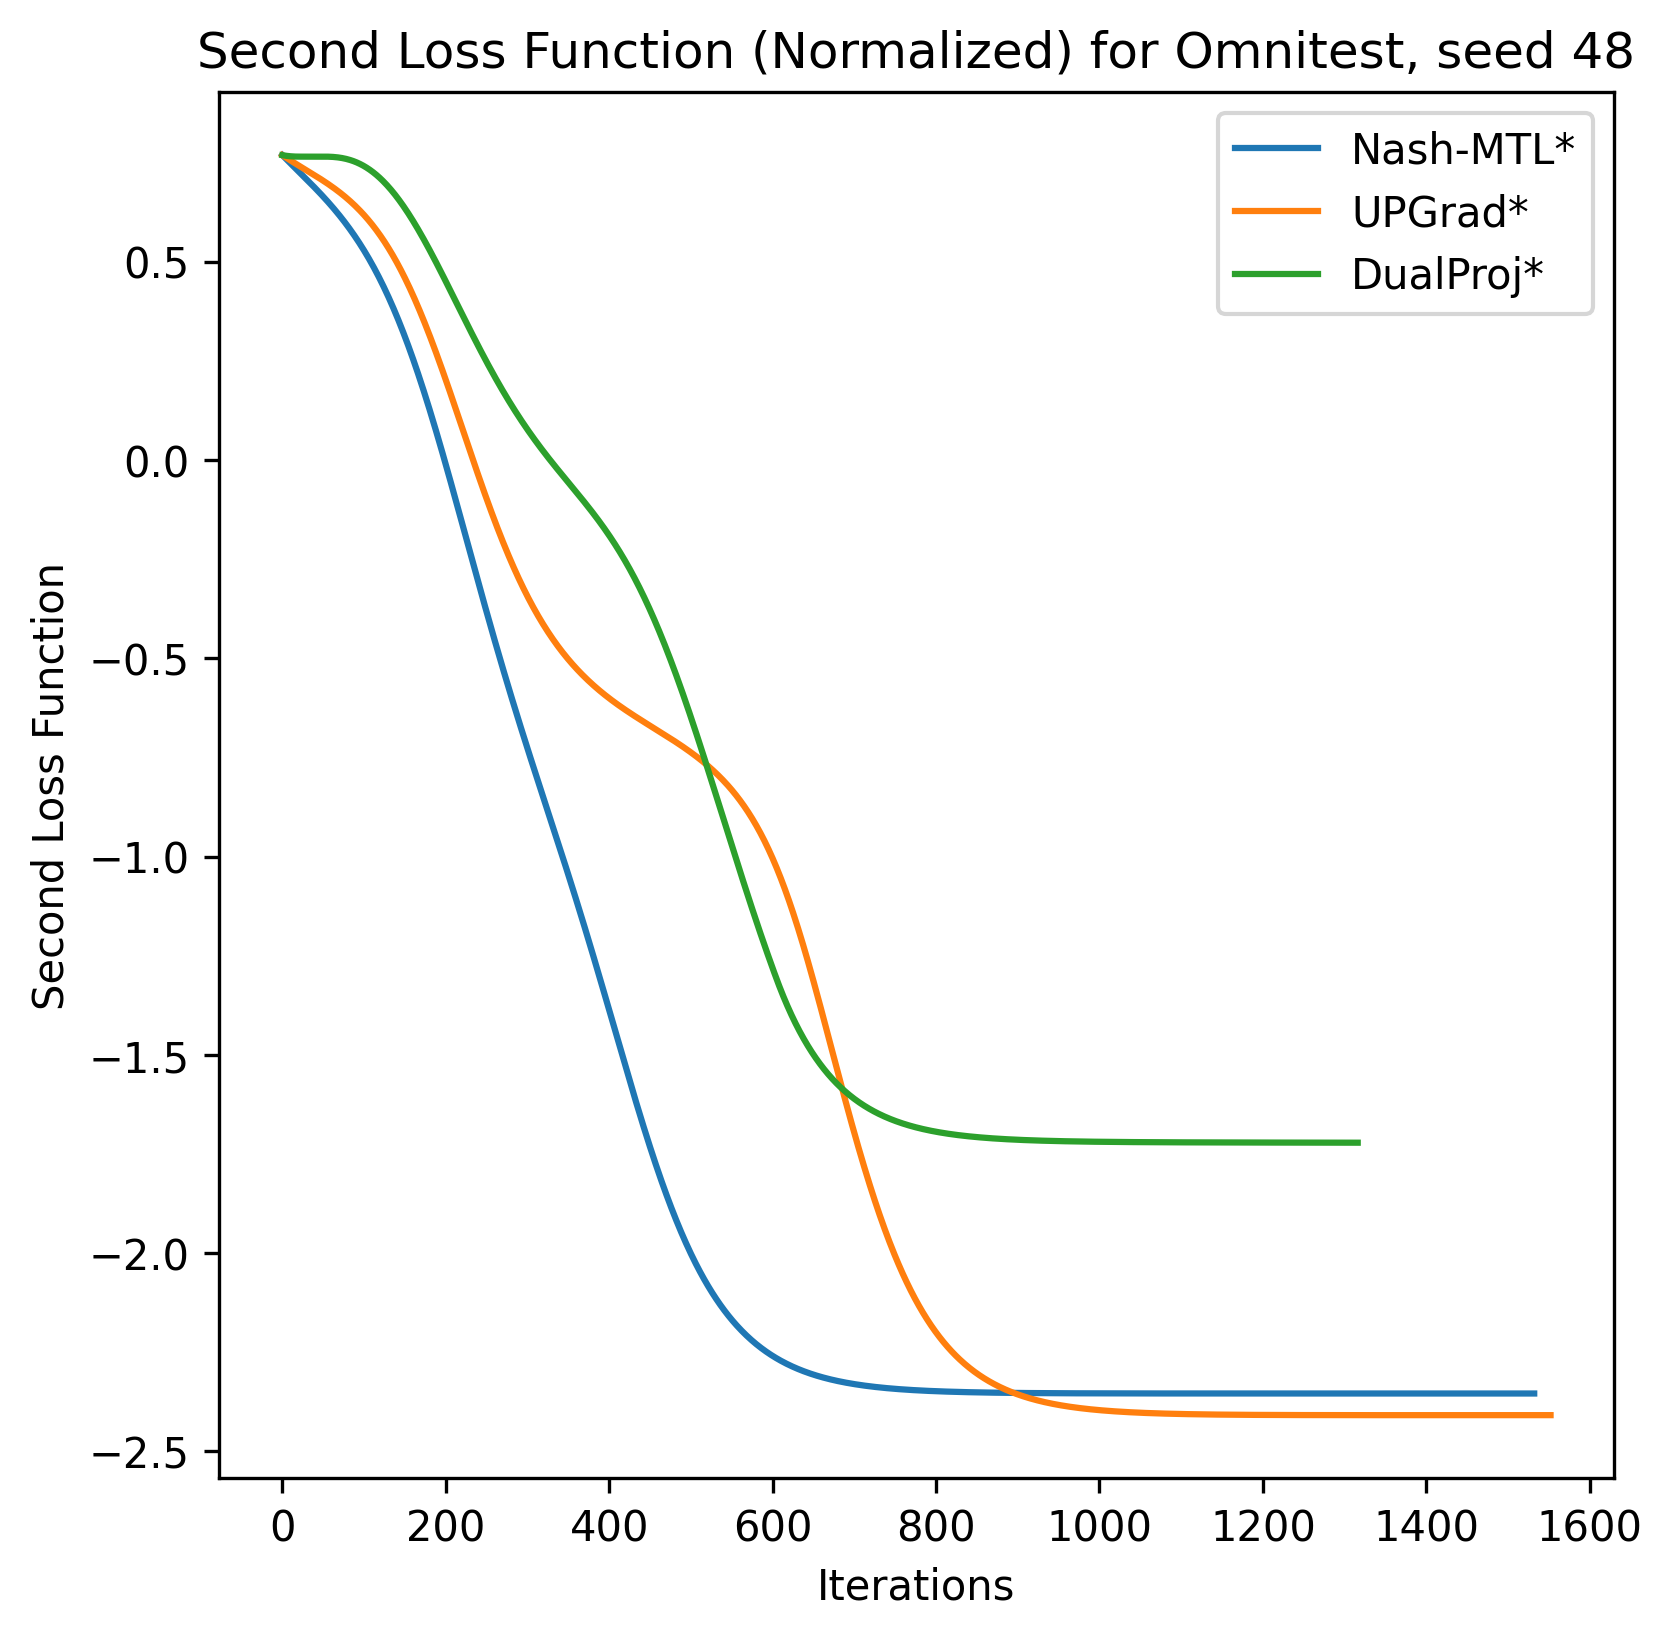 Second Loss Function (Normalized) for Omnitest, seed 48
Nash-MTL*
UPGrad*
DualProj*
0.5
0.0
−0.5
−1.0
−1.5
−2.0
−2.5
Second Loss Function
0 200 400 600 800 1000 1200 1400 1600
Iterations